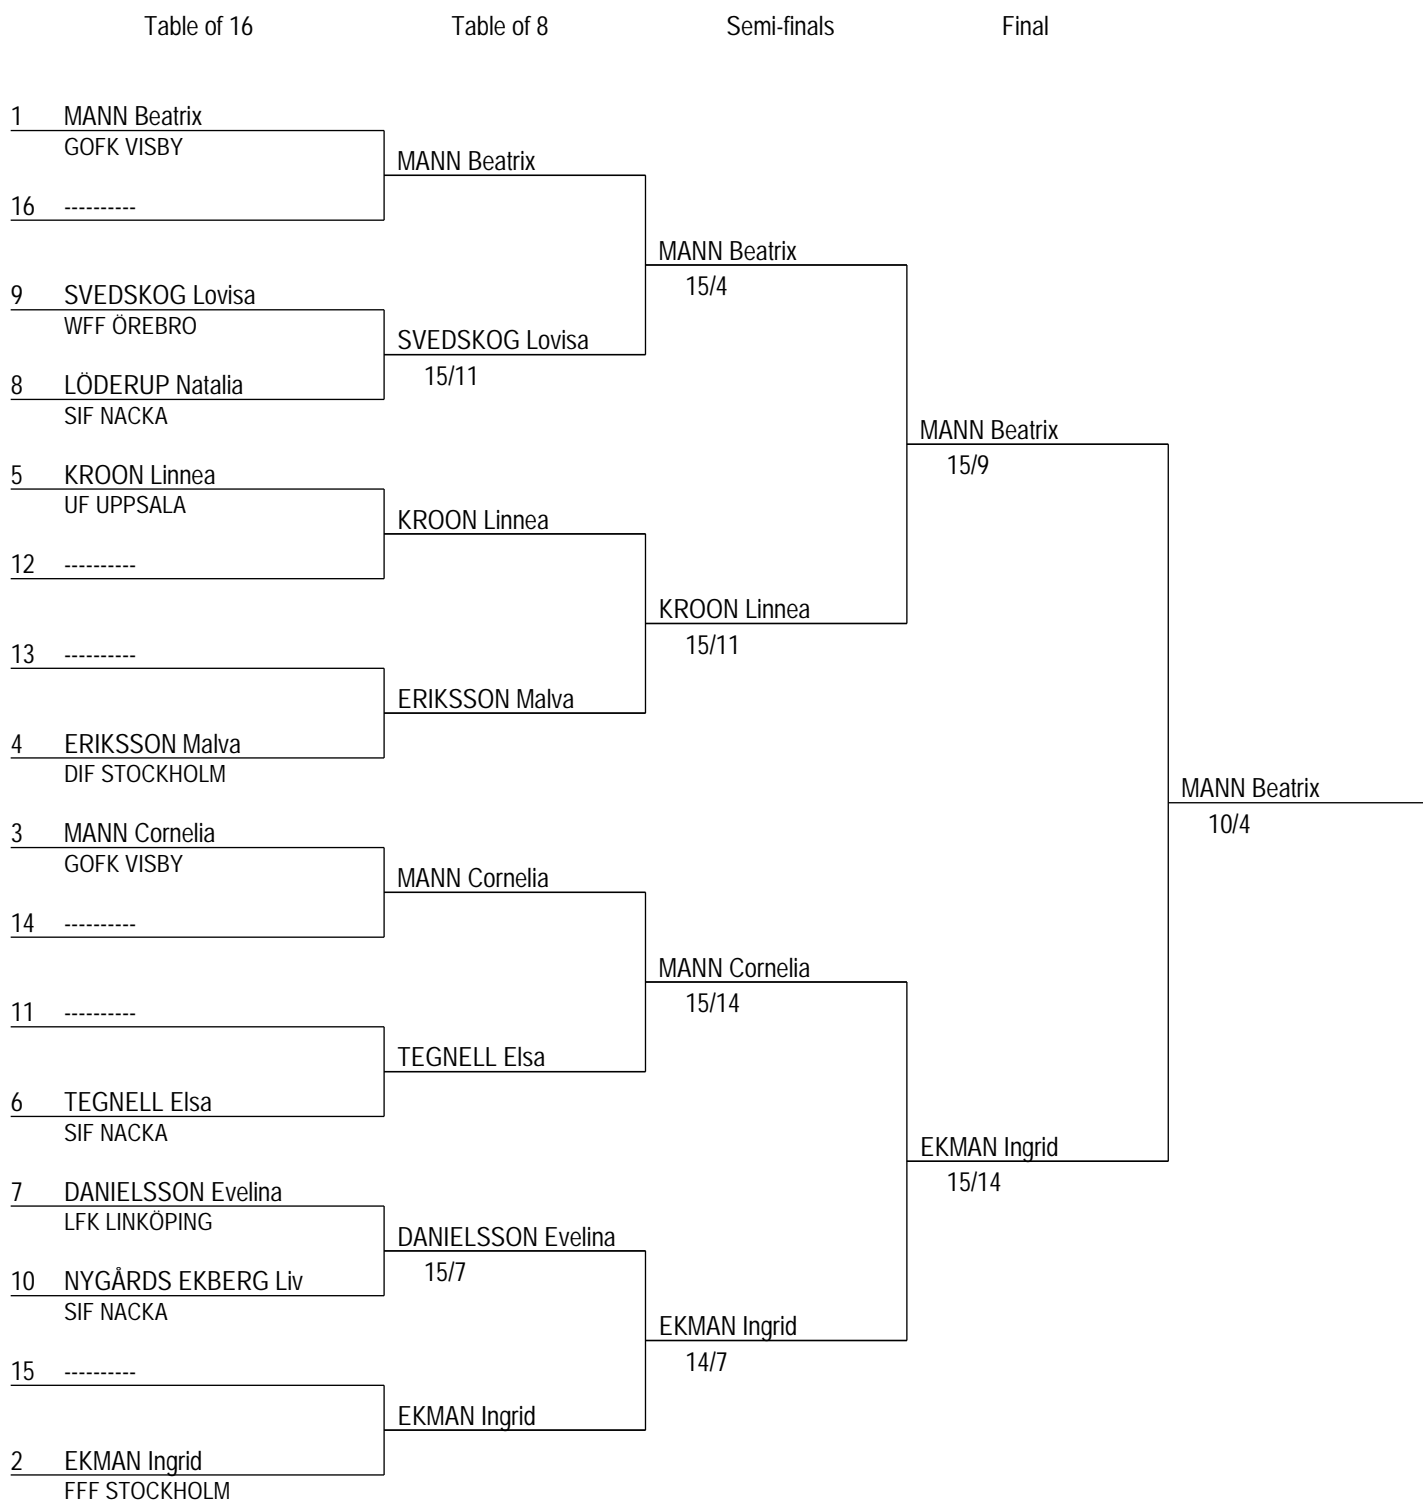 Table of 16 Table of 8 Semi-finals Final
1 MANN Beatrix
GOFK VISBY
MANN Beatrix
16 ----------
MANN Beatrix
15/4
9 SVEDSKOG Lovisa
WFF ÖREBRO
SVEDSKOG Lovisa
15/11
8 LÖDERUP Natalia
SIF NACKA
MANN Beatrix
15/9
5 KROON Linnea
UF UPPSALA
KROON Linnea
12 ----------
KROON Linnea
15/11
13 ----------
ERIKSSON Malva
4 ERIKSSON Malva
DIF STOCKHOLM
MANN Beatrix
10/4
3 MANN Cornelia
GOFK VISBY
MANN Cornelia
14 ----------
MANN Cornelia
15/14
11 ----------
TEGNELL Elsa
6 TEGNELL Elsa
SIF NACKA
EKMAN Ingrid
15/14
7 DANIELSSON Evelina
LFK LINKÖPING
DANIELSSON Evelina
15/7
10 NYGÅRDS EKBERG Liv
SIF NACKA
EKMAN Ingrid
14/7
15 ----------
EKMAN Ingrid
2 EKMAN Ingrid
FFF STOCKHOLM